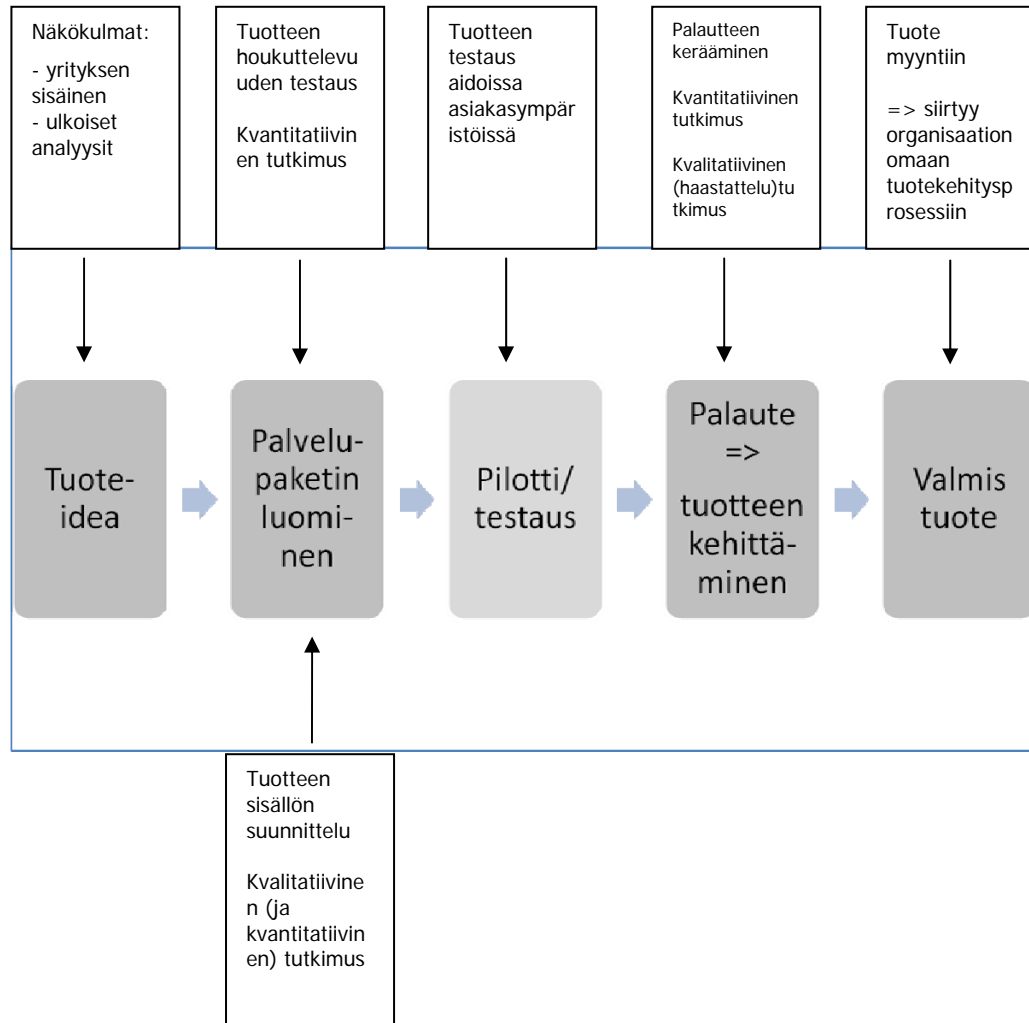 Näkökulmat:
- yrityksen
sisäinen
- ulkoiset
analyysit
Tuotteen
houkuttelevu
uden testaus
Kvantitatiivin
en tutkimus
Tuotteen
testaus
aidoissa
asiakasympär
istöissä
Palautteen
kerääminen
Kvantitatiivinen
tutkimus
Kvalitatiivinen
(haastattelu)tu
tkimus
Tuote
myyntiin
=> siirtyy
organisaation
omaan
tuotekehitysp
rosessiin
Tuote-
idea
Palvelu-
paketin
luomi-
nen
Pilotti/
testaus
Palaute
=>
tuotteen
kehittä-
minen
Valmis
tuote
Tuotteen
sisällön
suunnittelu
Kvalitatiivine
n (ja
kvantitatiivin
en) tutkimus